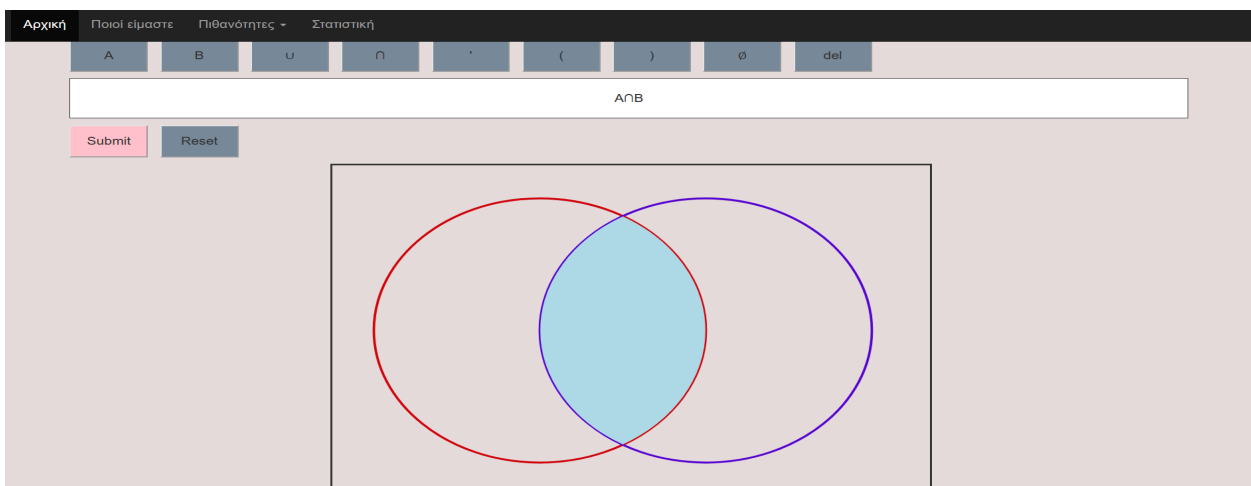 Αρχική Ποιοί είμαστε Πιθανότητες Στατιστική
A B ∪ ∩ ' ( ) ∅ del
A∩B
Submit Reset